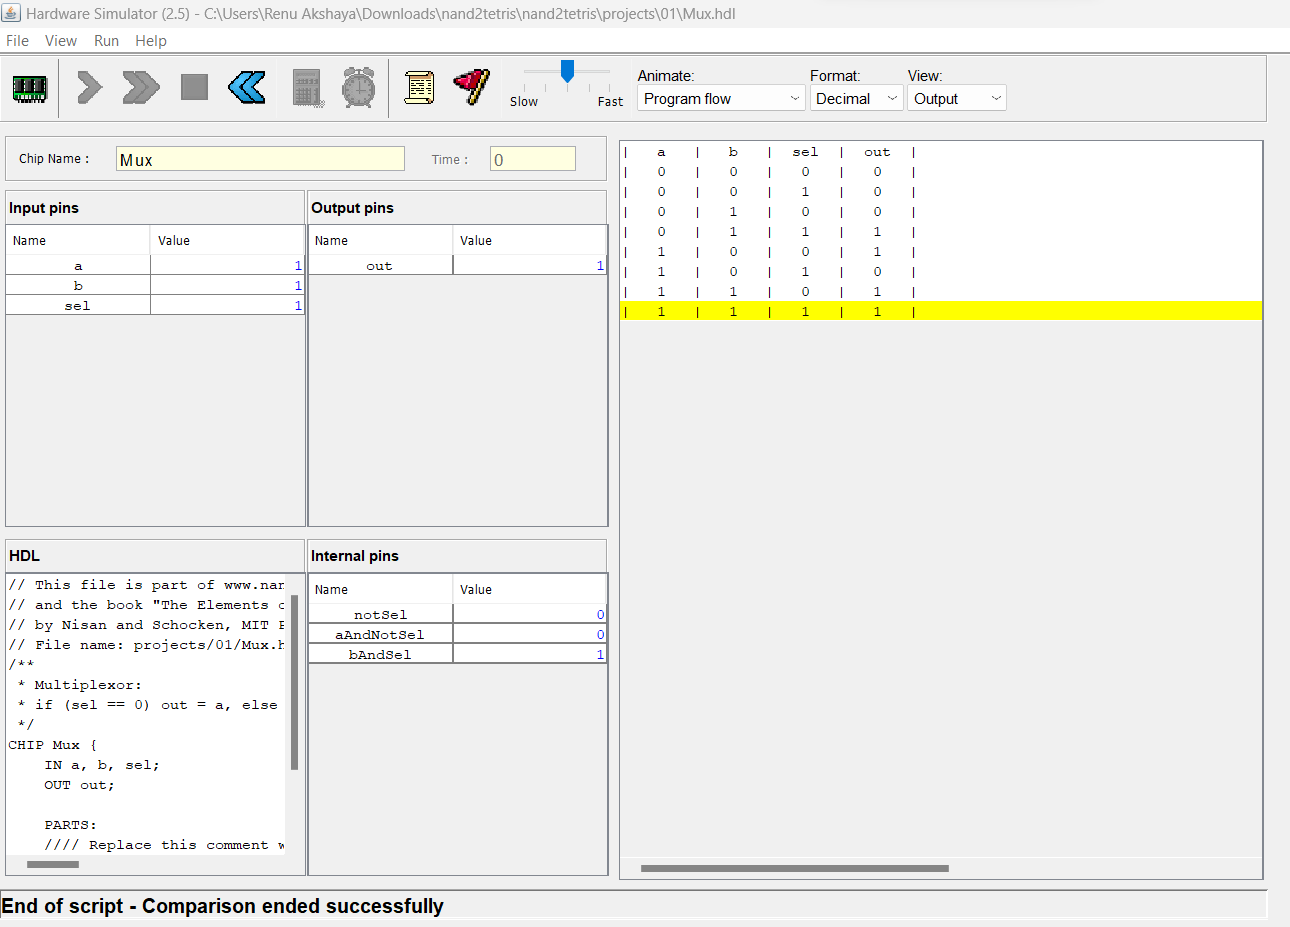 Hardware Simulator (2.5) - C:\Users\Renu Akshaya\Downloads\nand2tetris\nand2tetris\projects\01\Mux.hdl
File View Run Help
Slow Fast
Animate: Format: View:
Program flow Decimal Output
Chip Name : Mux Time : 0
Input pins
Name Value
a 1
b 1
sel 1
Output pins
Name Value
out 1
HDL
// This file is part of www.nan
// and the book "The Elements o
// by Nisan and Schocken, MIT P
// File name: projects/01/Mux.h
/**
* Multiplexor:
* if (sel == 0) out = a, else
*/
CHIP Mux {
IN a, b, sel;
OUT out;
PARTS:
//// Replace this comment w
Internal pins
Name Value
notSel 0
aAndNotSel 0
bAndSel 1
| a | b | sel | out |
| 0 | 0 | 0 | 0 |
| 0 | 0 | 1 | 0 |
| 0 | 1 | 0 | 0 |
| 0 | 1 | 1 | 1 |
| 1 | 0 | 0 | 1 |
| 1 | 0 | 1 | 0 |
| 1 | 1 | 0 | 1 |
| 1 | 1 | 1 | 1 |
End of script - Comparison ended successfully